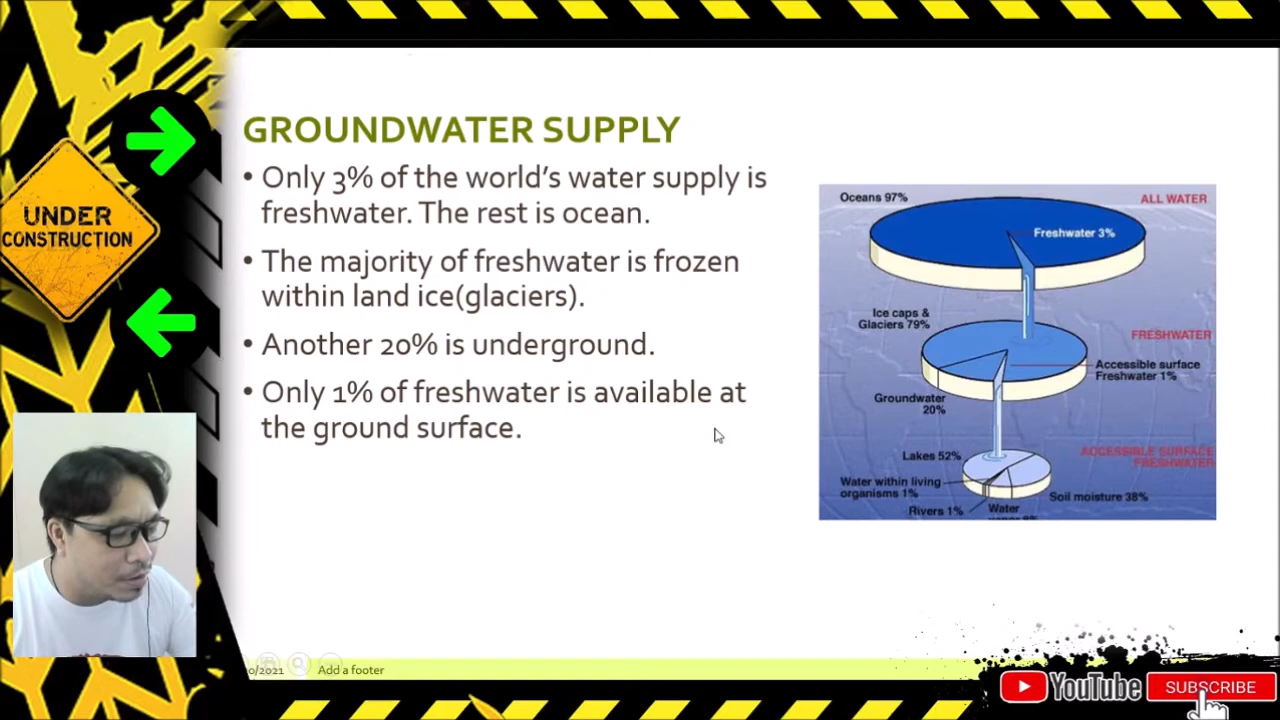 GROUNDWATER SUPPLY
• Only 3% of the world's water supply is
freshwater. The rest is ocean.
• The majority of freshwater is frozen
within land ice(glaciers).
• Another 20% is underground.
• Only 1% of freshwater is available at
the ground surface.
UNDER
CONSTRUCTION
Oceans 97%
ALL WATER
Freshwater 3%
Ice caps &
Glaciers 79%
FRESHWATER
Accessible surface
Freshwater 1%
Groundwater
20%
Lakes 52%
ACCESSIBLE SURFACE
FRESHWATER
Water within living
organisms 1%
Soil moisture 38%
Rivers 1%
Water
vapor 8%
0/2021
Add a footer
YouTube
SUBSCRIBE